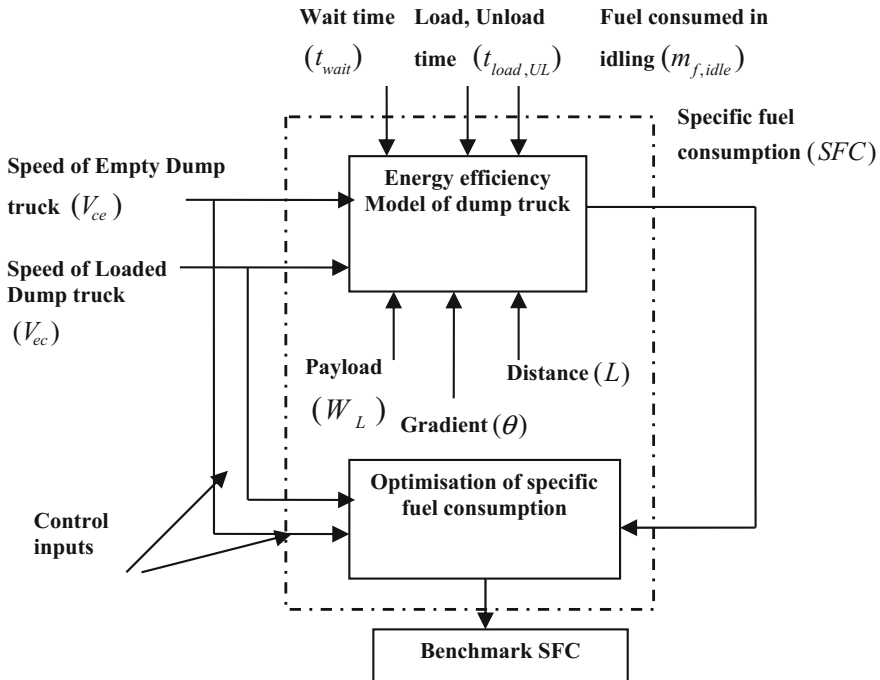 Wait time
(t_wait)
Load, Unload
time (t_load,UL)
Fuel consumed in
idling (m_f,idle)
Specific fuel
consumption (SFC)
Speed of Empty Dump
truck (V_ce)
Energy efficiency
Model of dump truck
Speed of Loaded
Dump truck
(V_ec)
Payload
(W_L)
Gradient (θ)
Distance (L)
Optimisation of specific
fuel consumption
Control
inputs
Benchmark SFC